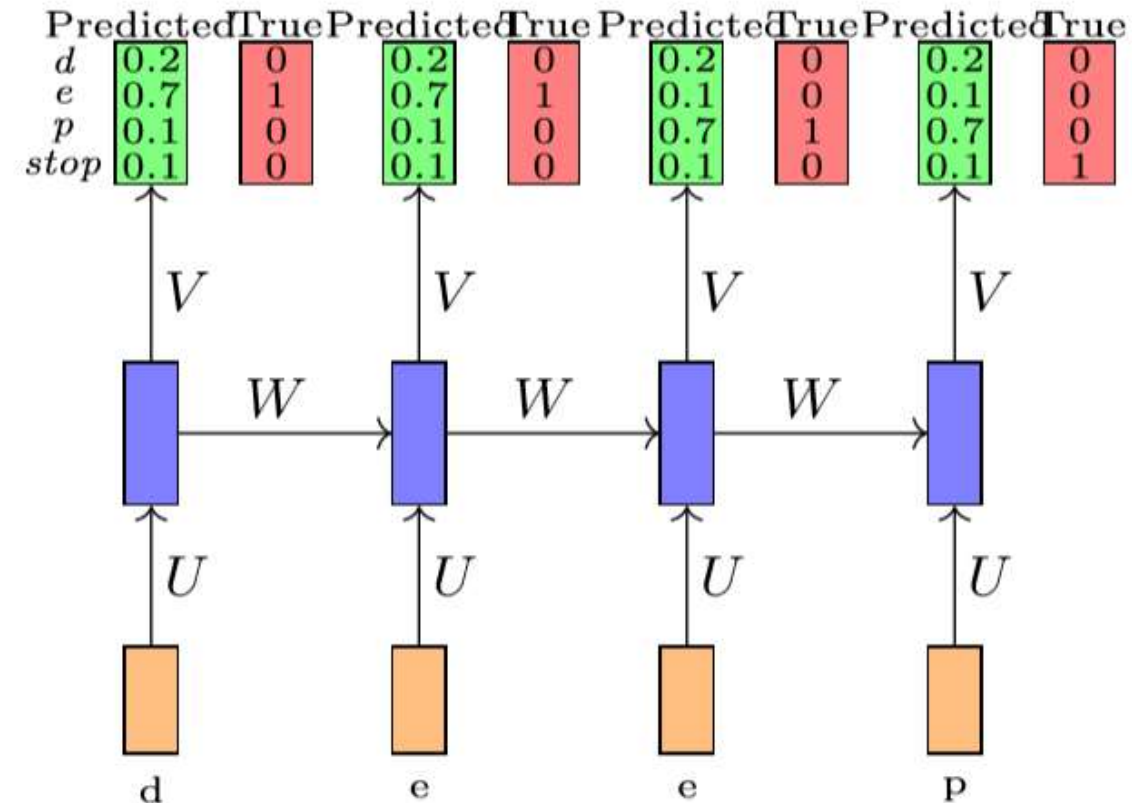 Predicted True Predicted True Predicted True Predicted True
d 0.2 0 0.2 0 0.2 0 0.2 0
e 0.7 1 0.7 1 0.1 0 0.1 0
p 0.1 0 0.1 0 0.7 1 0.7 0
stop 0.1 0 0.1 0 0.1 0 0.1 1
V V V V
W W W
U U U U
d e e p